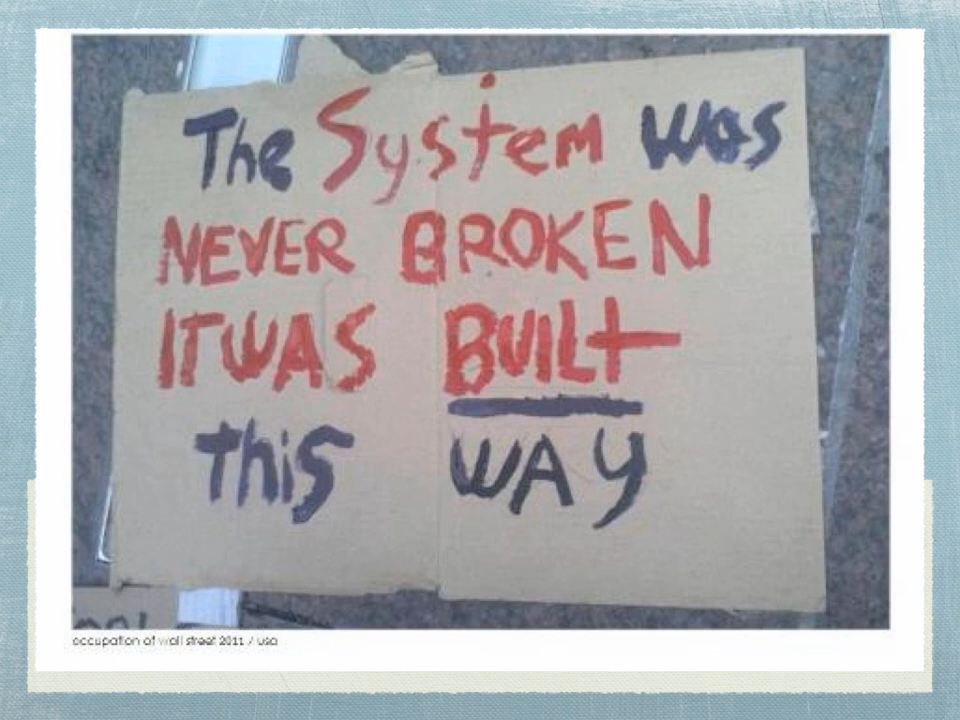 The System was
NEVER BROKEN
IT WAS BUILt
thiS WAY
occupation of wall street 2011 / usa